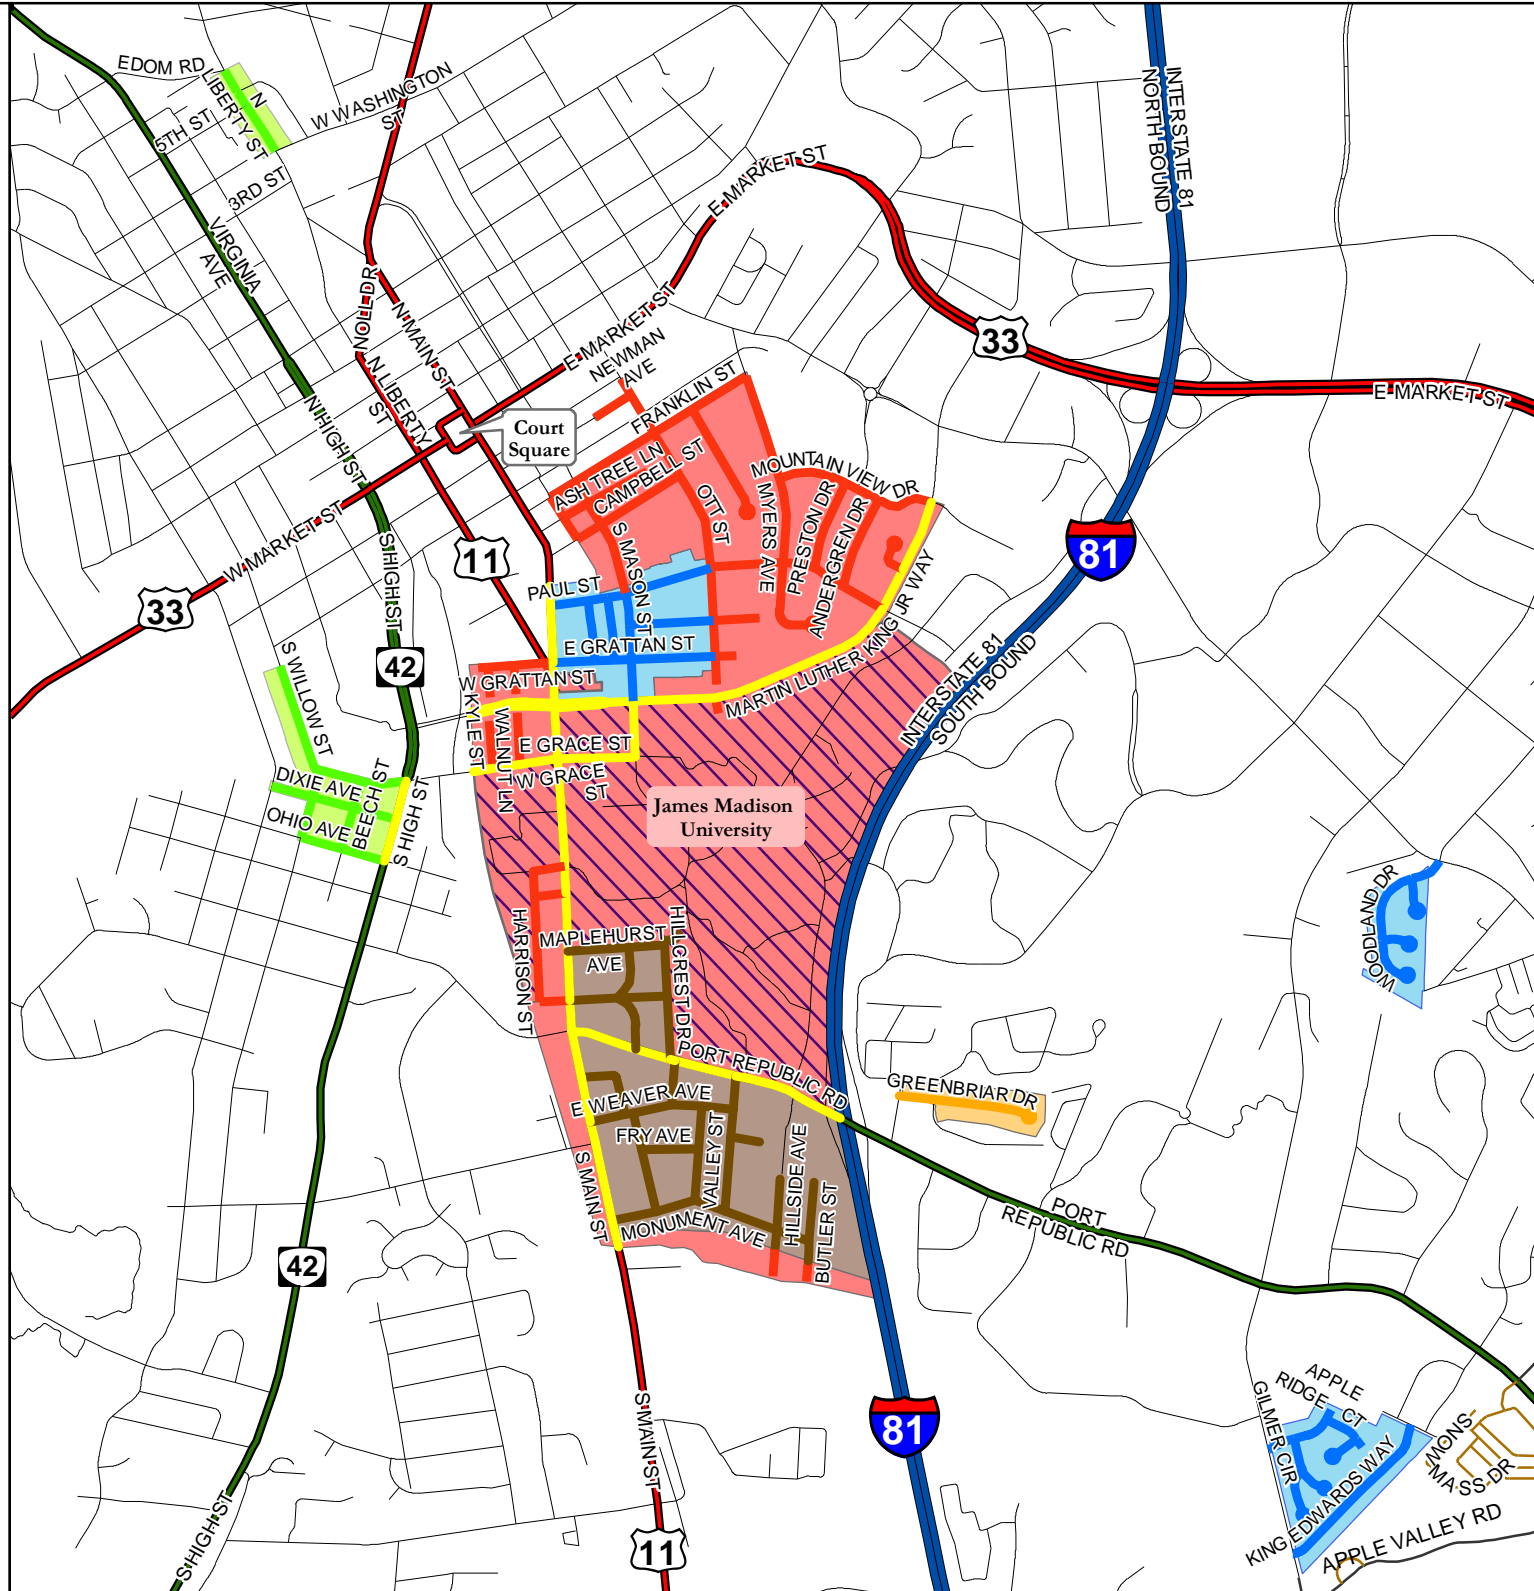 EDOM RD
N
LIBERTY ST
W WASHINGTON
ST
5TH ST
3RD ST
VIRGINIA
AVE
NOLL DR
N MAIN ST
N LIBERTY
ST
N HIGH ST
E MARKET ST
E MARKET ST
INTERSTATE 81
NORTH BOUND
33
E MARKET ST
NEWMAN
AVE
FRANKLIN ST
Court
Square
ASH TREE LN
CAMPBELL ST
OTT ST
MOUNTAIN VIEW DR
MYERS AVE
PRESTON DR
ANDERGREN DR
W MARKET ST
33
S HIGH ST
11
81
PAUL ST
S MASON ST
E GRATTAN ST
W GRATTAN ST
MARTIN LUTHER KING JR WAY
INTERSTATE 81
SOUTH BOUND
42
S WILLOW ST
KYLE ST
WALNUT LN
E GRACE ST
W GRACE
ST
DIXIE AVE
OHIO AVE
BEECH ST
S HIGH ST
James Madison
University
WOODLAND DR
HARRISON ST
MAPLEHURST
AVE
HILLCREST DR
PORT REPUBLIC RD
GREENBRIAR DR
E WEAVER AVE
FRY AVE
VALLEY ST
HILLSIDE AVE
BUTLER ST
MONUMENT AVE
S MAIN ST
PORT
REPUBLIC RD
42
81
S MAIN ST
11
S HIGH ST
APPLE
RIDGE CT
GILMER CIR
KING EDWARDS WAY
MONS
MASS DR
APPLE VALLEY RD